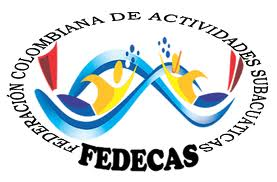 FEDERACIÓN COLOMBIANA DE ACTIVIDADES SUBACUÁTICAS
FEDECAS